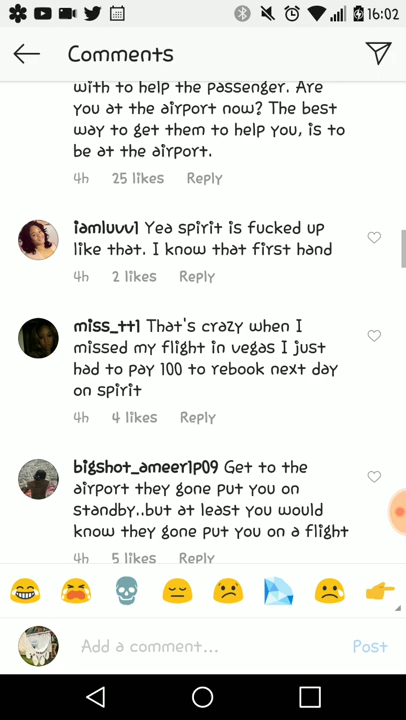 16:02
Comments
with to help the passenger. Are
you at the airport now? The best
way to get them to help you, is to
be at the airport.
4h 25 likes Reply
iamluvv1 Yea spirit is fucked up
like that. I know that first hand
4h 2 likes Reply
miss_tt1 That's crazy when I
missed my flight in vegas I just
had to pay 100 to rebook next day
on spirit
4h 4 likes Reply
bigshot_ameer1p09 Get to the
airport they gone put you on
standby..but at least you would
know they gone put you on a flight
4h 5 likes Reply
Add a comment... Post